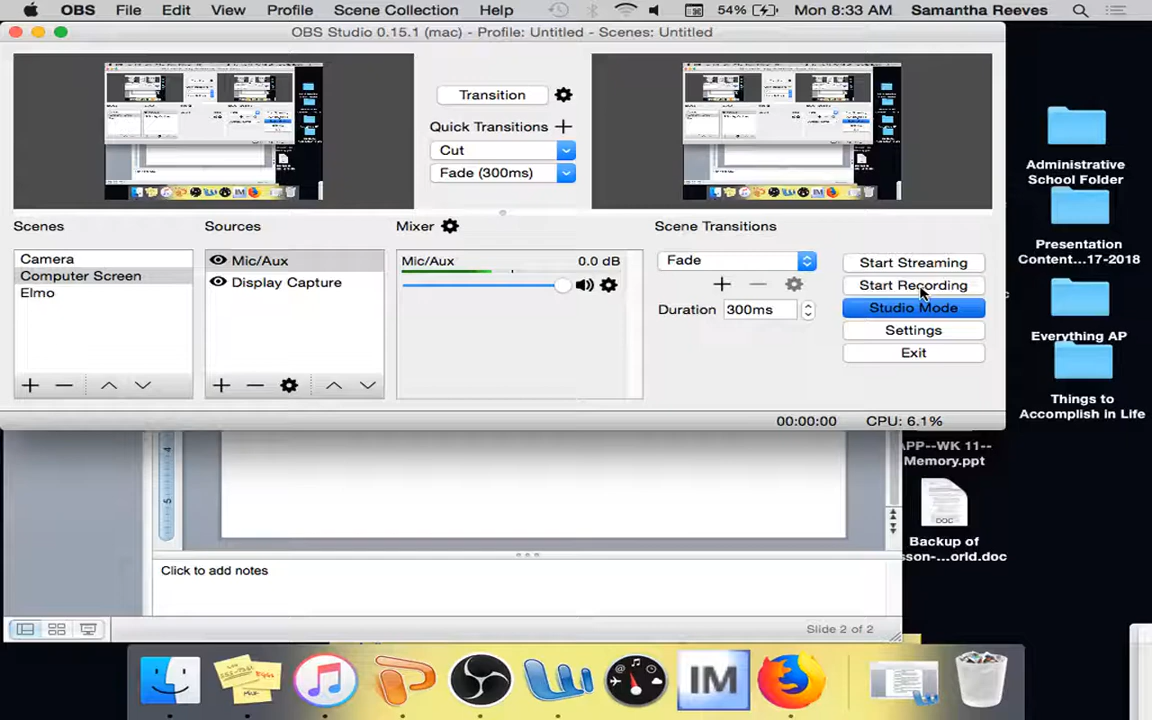 OBS File Edit View Profile Scene Collection Help 54% Mon 8:33 AM Samantha Reeves
OBS Studio 0.15.1 (mac) - Profile: Untitled - Scenes: Untitled
Transition
Quick Transitions
Cut
Fade (300ms)
Scenes
Camera
Computer Screen
Elmo
Sources
Mic/Aux
Display Capture
Mixer
Mic/Aux 0.0 dB
Scene Transitions
Fade
Duration 300ms
Start Streaming
Start Recording
Studio Mode
Settings
Exit
00:00:00 CPU: 6.1%
Administrative
School Folder
Presentation
Content....17-2018
Everything AP
Things to
Accomplish in Life
APP--WK 11--
Memory.ppt
DOC
Backup of
sson-...orld.doc
5
Click to add notes
Slide 2 of 2
IM